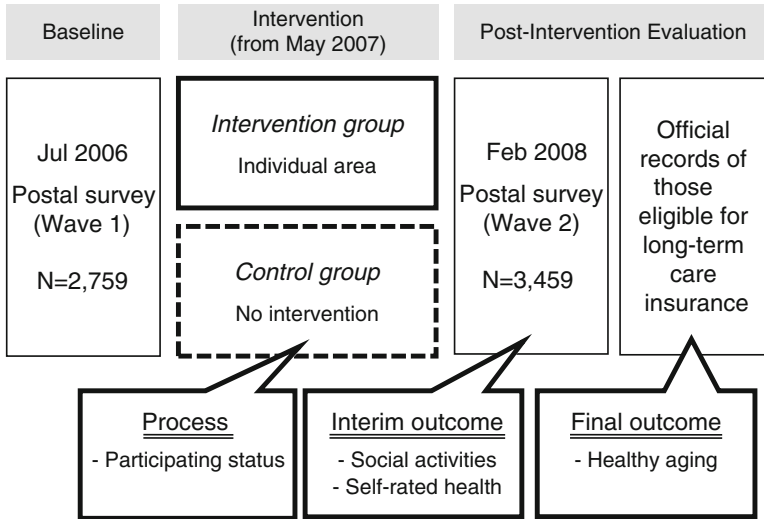 Baseline
Intervention
(from May 2007)
Post-Intervention Evaluation
Jul 2006
Postal survey
(Wave 1)
N=2,759
Intervention group
Individual area
Control group
No intervention
Feb 2008
Postal survey
(Wave 2)
N=3,459
Official
records of
those
eligible for
long-term
care
insurance
Process
- Participating status
Interim outcome
- Social activities
- Self-rated health
Final outcome
- Healthy aging